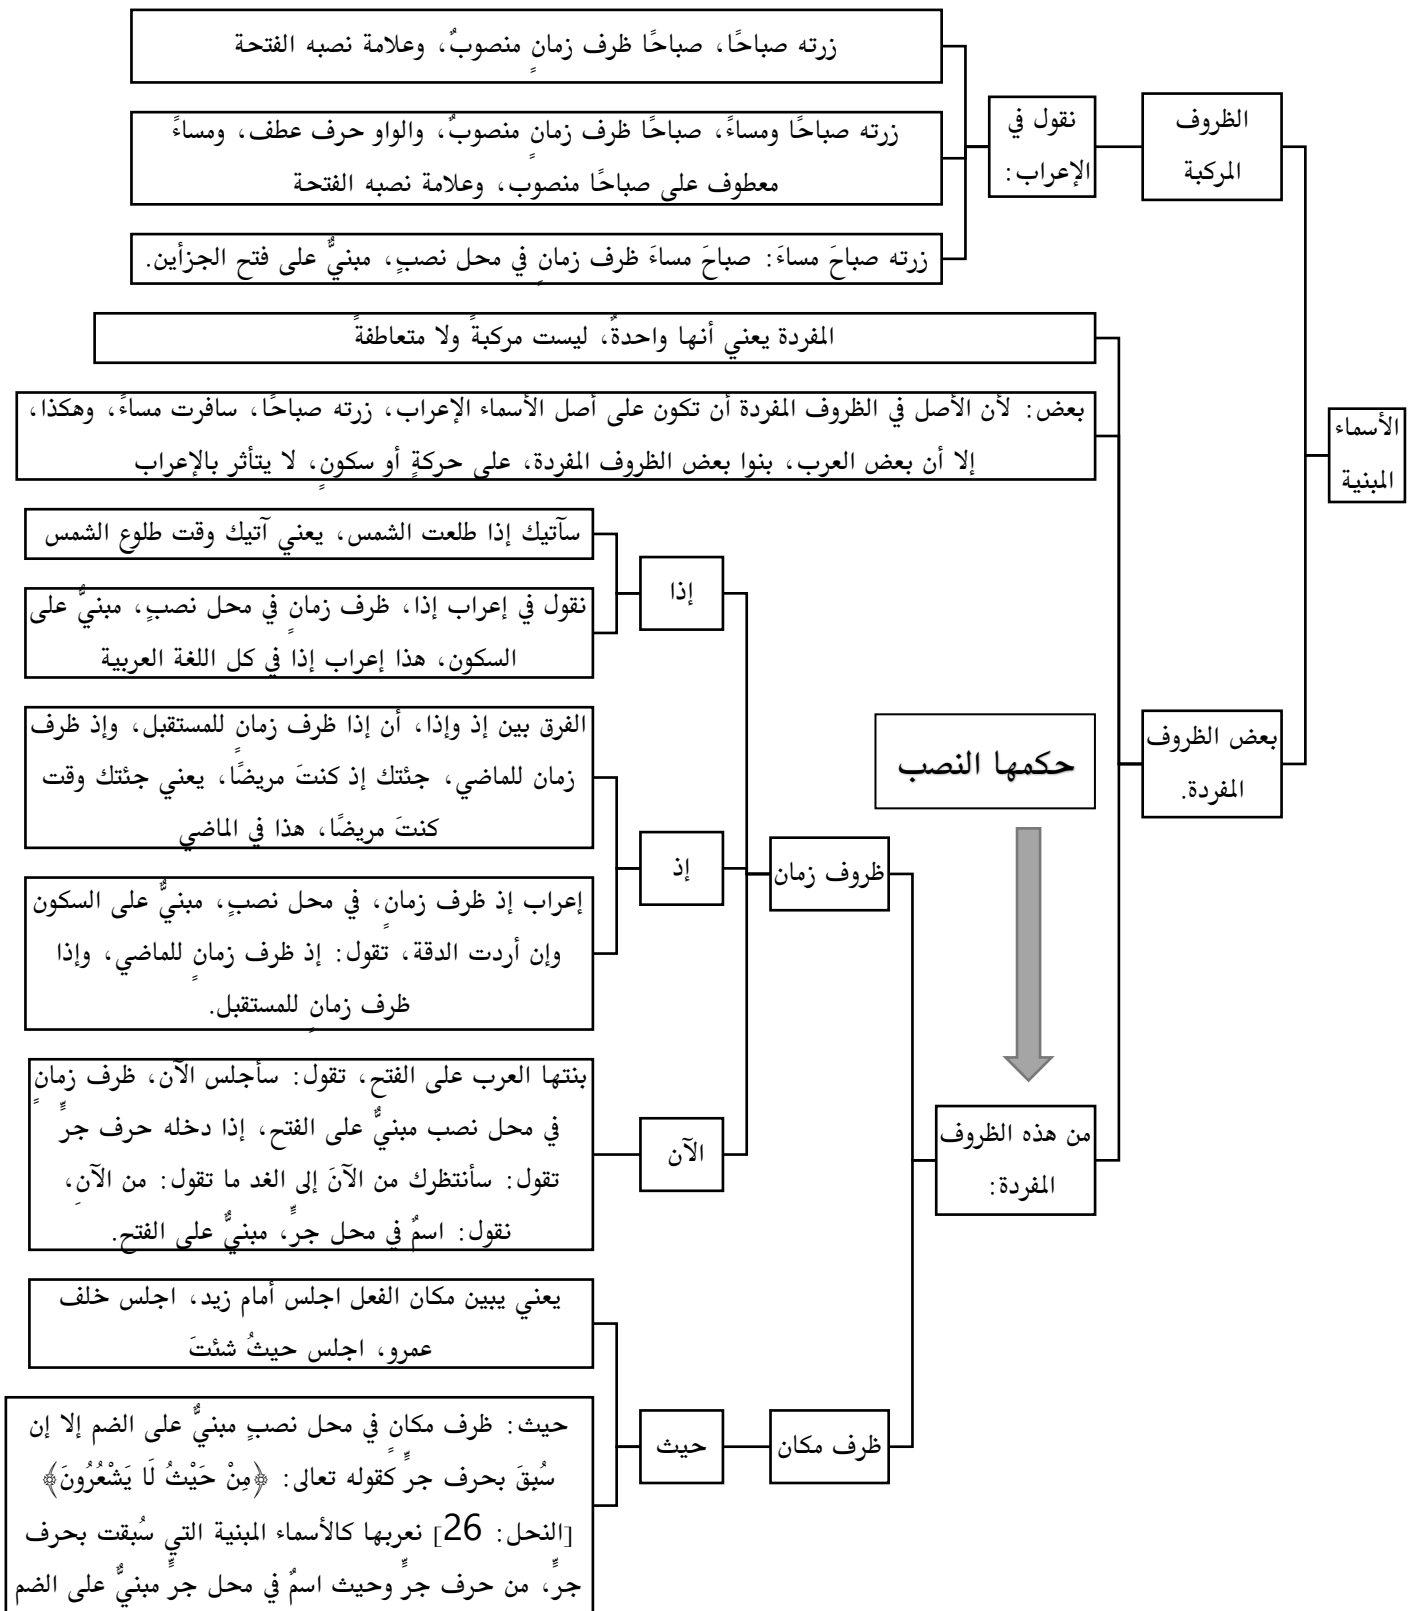 الأسماء
المبنية
الظروف
المركبة
نقول في
الإعراب:
زرته صباحًا، صباحًا ظرف زمانٍ منصوبٌ، وعلامة نصبه الفتحة
زرته صباحًا ومساءً، صباحًا ظرف زمانٍ منصوبٌ، والواو حرف عطف، ومساءً
معطوف على صباحًا منصوب، وعلامة نصبه الفتحة
زرته صباحَ مساءَ: صباحَ مساءَ ظرف زمانٍ في محل نصبٍ، مبنيٌّ على فتح الجزأين.
بعض الظروف
المفردة.
المفردة يعني أنها واحدةٌ، ليست مركبةً ولا متعاطفةً
بعض: لأن الأصل في الظروف المفردة أن تكون على أصل الأسماء الإعراب، زرته صباحًا، سافرت مساءً، وهكذا،
إلا أن بعض العرب، بنوا بعض الظروف المفردة، على حركةٍ أو سكونٍ، لا يتأثر بالإعراب
حكمها النصب
من هذه الظروف
المفردة:
ظروف زمان
إذا
سآتيك إذا طلعت الشمس، يعني آتيك وقت طلوع الشمس
نقول في إعراب إذا، ظرف زمانٍ في محل نصبٍ، مبنيٌّ على
السكون، هذا إعراب إذا في كل اللغة العربية
إذ
الفرق بين إذ وإذا، أن إذا ظرف زمانٍ للمستقبل، وإذ ظرف
زمان للماضي، جئتك إذ كنتَ مريضًا، يعني جئتك وقت
كنتَ مريضًا، هذا في الماضي
إعراب إذ ظرف زمانٍ، في محل نصبٍ، مبنيٌّ على السكون
وإن أردت الدقة، تقول: إذ ظرف زمانٍ للماضي، وإذا
ظرف زمانٍ للمستقبل.
الآن
بنتها العرب على الفتح، تقول: سأجلس الآن، ظرف زمانٍ
في محل نصب مبنيٌّ على الفتح، إذا دخله حرف جرٍّ
تقول: سأنتظرك من الآنَ إلى الغد ما تقول: من الآنِ،
نقول: اسمٌ في محل جرٍّ، مبنيٌّ على الفتح.
ظرف مكان
حيث
يعني يبين مكان الفعل اجلس أمام زيد، اجلس خلف
عمرو، اجلس حيثُ شئتَ
حيث: ظرف مكانٍ في محل نصبٍ مبنيٌّ على الضم إلا إن
سُبِقَ بحرف جرٍّ كقوله تعالى: ﴿مِنْ حَيْثُ لَا يَشْعُرُونَ﴾
[النحل: 26] نعربها كالأسماء المبنية التي سُبقت بحرف
جرٍّ، من حرف جرٍّ وحيث اسمٌ في محل جرٍّ مبنيٌّ على الضم